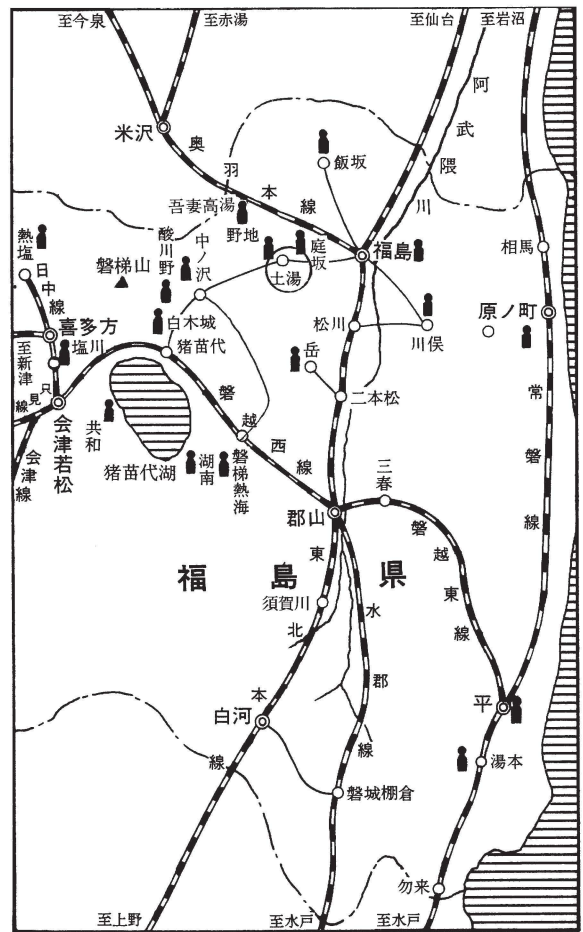 至今泉
至赤湯
至仙台
至岩沼
米沢
奥羽本線
阿武隈川
飯坂
吾妻高湯
野地
庭坂
福島
相馬
熱塩
日中線
酸川野
中ノ沢
磐梯山
土湯
原ノ町
喜多方
塩川
白木城
猪苗代
松川
川俣
岳
二本松
至新津
只見線
会津若松
会津線
共和
猪苗代湖
湖南
磐梯熱海
磐越西線
常磐線
三春
郡山
磐越東線
福島県
須賀川
東北本線
水郡線
白河
平
湯本
磐城棚倉
勿来
至上野
至水戸
至水戸